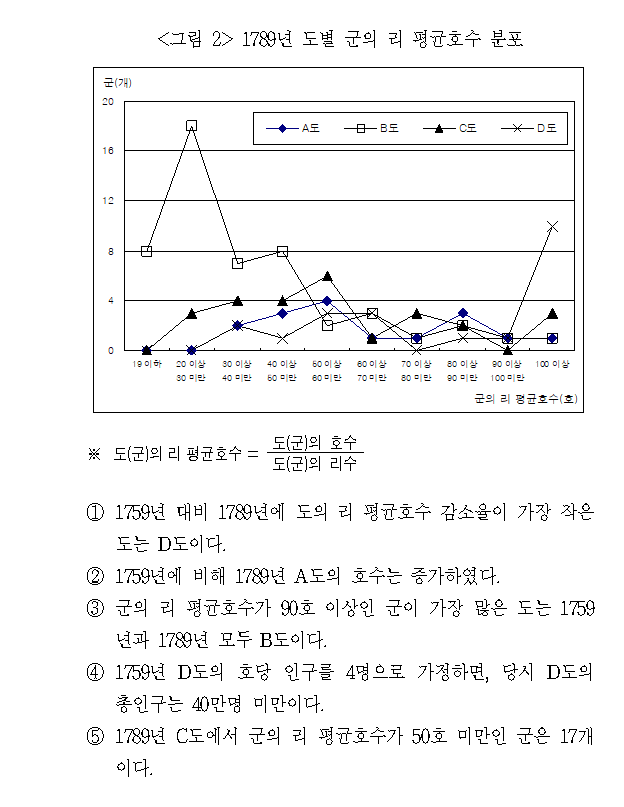 <그림 2> 1789년 도별 군의 리 평균호수 분포
군(개)
20
16
12
8
4
0
A도 B도 C도 D도
19 이하 20 이상 30 이상 40 이상 50 이상 60 이상 70 이상 80 이상 90 이상 100 이상
30 미만 40 미만 50 미만 60 미만 70 미만 80 미만 90 미만 100 미만
군의 리 평균호수(호)
※ 도(군)의 리 평균호수 = 도(군)의 호수
도(군)의 리수
① 1759년 대비 1789년에 도의 리 평균호수 감소율이 가장 작은
도는 D도이다.
② 1759년에 비해 1789년 A도의 호수는 증가하였다.
③ 군의 리 평균호수가 90호 이상인 군이 가장 많은 도는 1759
년과 1789년 모두 B도이다.
④ 1759년 D도의 호당 인구를 4명으로 가정하면, 당시 D도의
총인구는 40만명 미만이다.
⑤ 1789년 C도에서 군의 리 평균호수가 50호 미만인 군은 17개
이다.